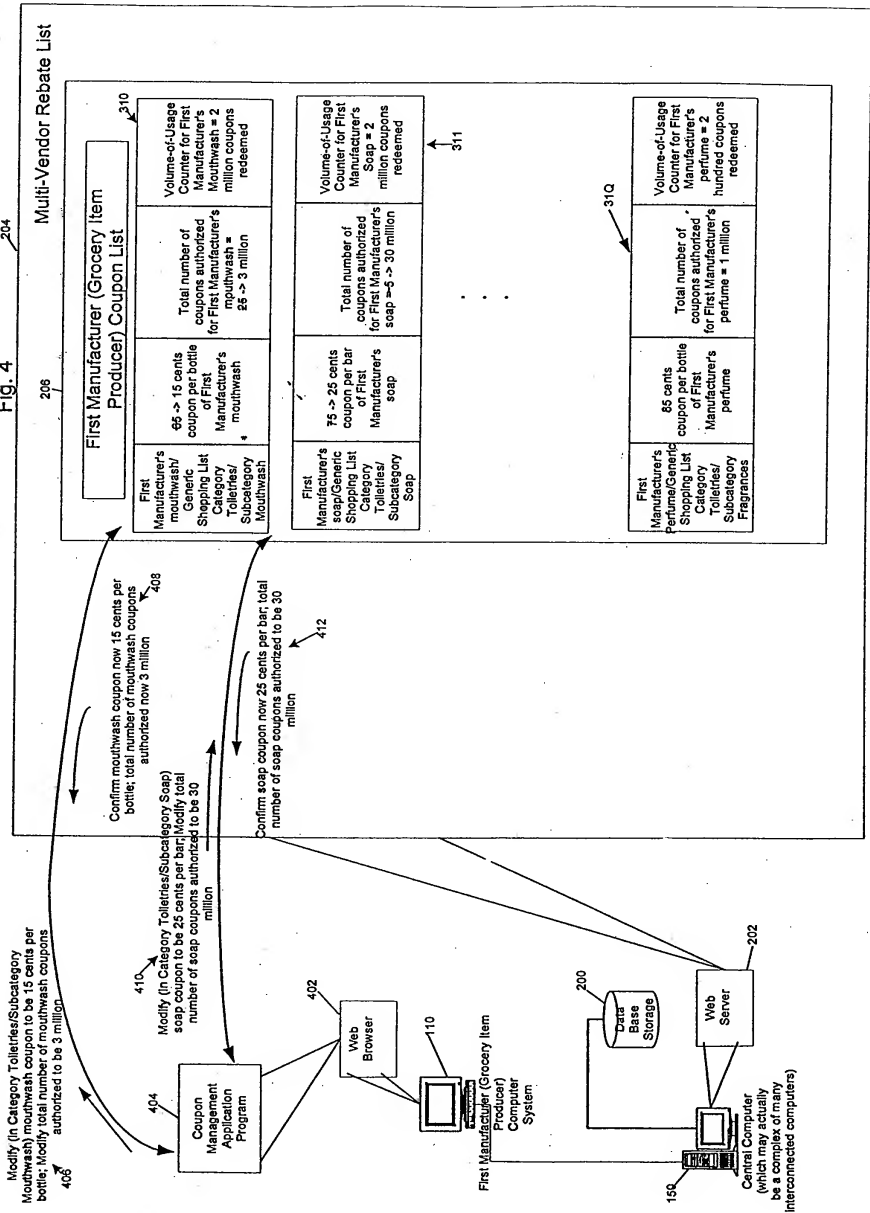 Fig. 4
204
Multi-Vendor Rebate List
206
First Manufacturer (Grocery Item
Producer) Coupon List
310
First
Manufacturer's
mouthwash/
Generic
Shopping List
Category
Toiletries/
Subcategory
Mouthwash
65 -> 15 cents
coupon per bottle
of First
Manufacturer's
mouthwash
Total number of
coupons authorized
for First Manufacturer's
mouthwash =
25 -> 3 million
Volume-of-Usage
Counter for First
Manufacturer's
Mouthwash = 2
million coupons
redeemed
First
Manufacturer's
soap/Generic
Shopping List
Category
Toiletries/
Subcategory
Soap
75 -> 25 cents
coupon per bar
of First
Manufacturer's
soap
Total number of
coupons authorized
for First Manufacturer's
soap = 5 -> 30 million
Volume-of-Usage
Counter for First
Manufacturer's
Soap = 2
million coupons
redeemed
311
. . .
31Q
First
Manufacturer's
Perfume/Generic
Shopping List
Category
Toiletries/
Subcategory
Fragrances
85 cents
coupon per bottle
of First
Manufacturer's
perfume
Total number of
coupons authorized
for First Manufacturer's
perfume = 1 million
Volume-of-Usage
Counter for First
Manufacturer's
perfume = 2
hundred coupons
redeemed
Modify (In Category Toiletries/Subcategory
Mouthwash) mouthwash coupon to be 15 cents per
bottle; Modify total number of mouthwash coupons
authorized to be 3 million
406
Confirm mouthwash coupon now 15 cents per
bottle; total number of mouthwash coupons
authorized now 3 million
408
410
Modify (In Category Toiletries/Subcategory Soap)
soap coupon to be 25 cents per bar; Modify total
number of soap coupons authorized to be 30
million
Confirm soap coupon now 25 cents per bar; total
number of soap coupons authorized to be 30
million
412
404
Coupon
Management
Application
Program
402
Web
Browser
110
First Manufacturer (Grocery Item
Producer)
Computer
System
200
Data
Base
Storage
202
Web
Server
150
Central Computer
(which may actually
be a complex of many
Interconnected computers)